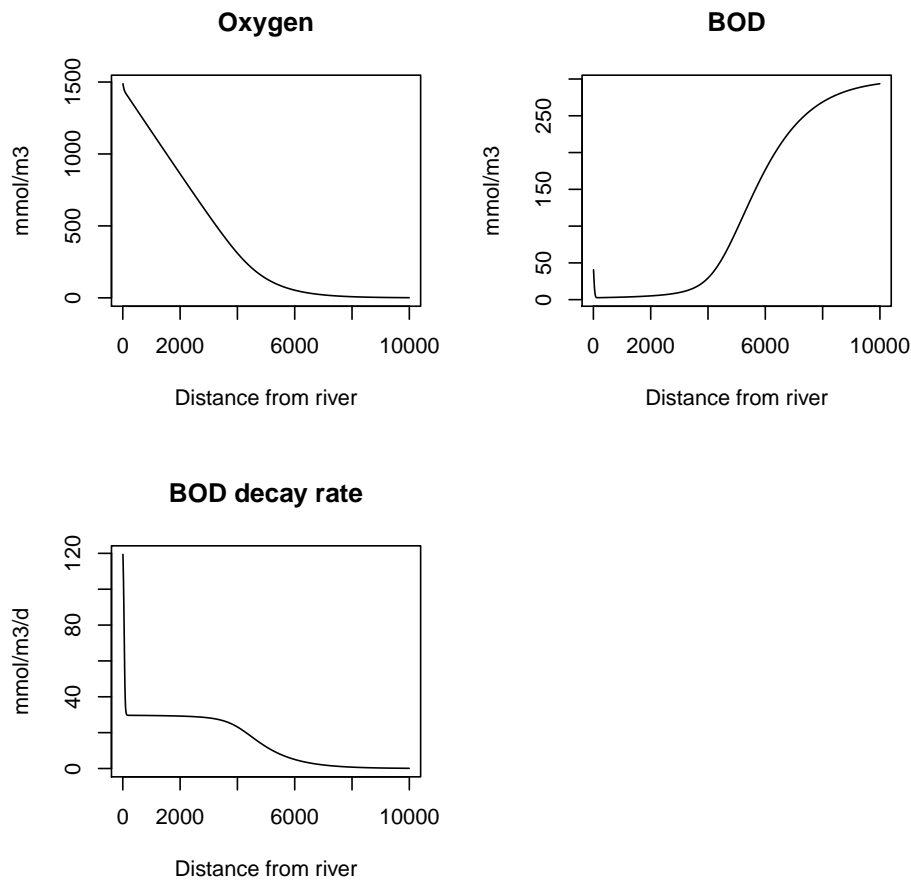 Oxygen
mmol/m3
0 500 1000 1500
0 2000 6000 10000
Distance from river
BOD
mmol/m3
0 50 150 250
0 2000 6000 10000
Distance from river
BOD decay rate
mmol/m3/d
0 40 80 120
0 2000 6000 10000
Distance from river